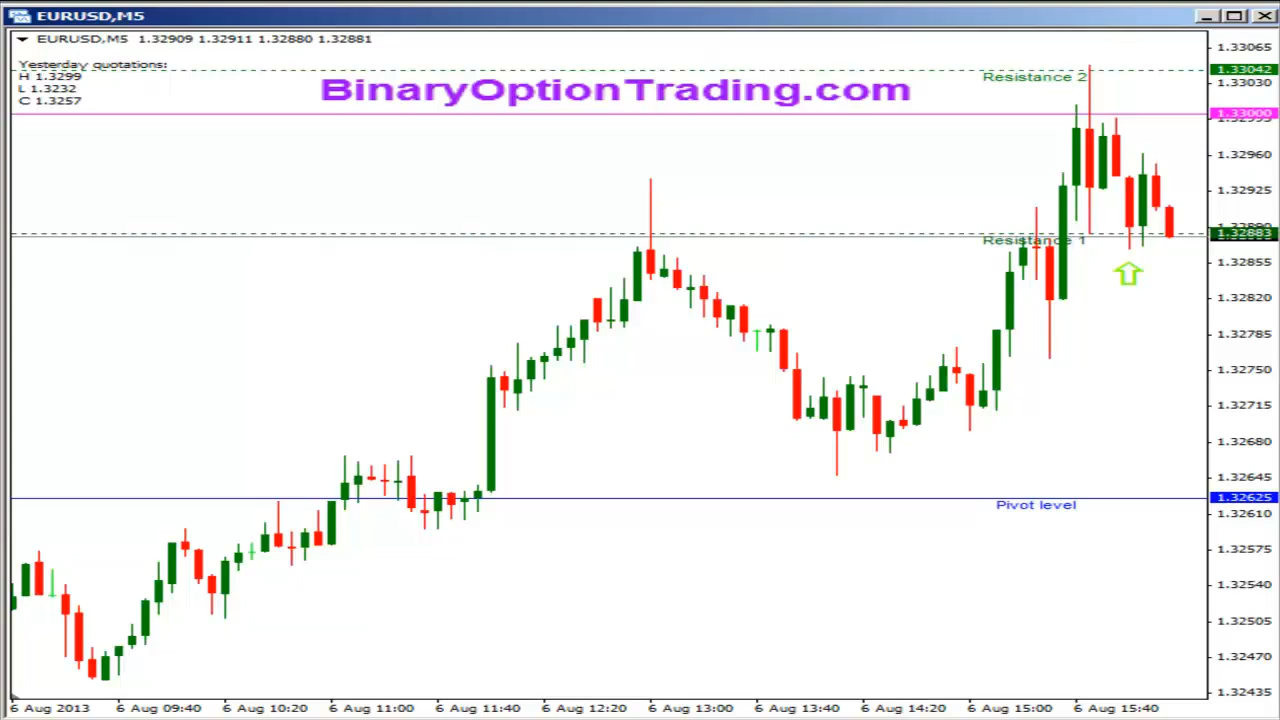 EURUSD,M5
EURUSD,M5 1.32909 1.32911 1.32880 1.32881
Yesterday quotations:
H 1.3299
L 1.3232
C 1.3257
BinaryOptionTrading.com
Resistance 2
Resistance 1
Pivot level
1.33065
1.33042
1.33030
1.33000
1.32995
1.32960
1.32925
1.32883
1.32855
1.32820
1.32785
1.32750
1.32715
1.32680
1.32645
1.32625
1.32610
1.32575
1.32540
1.32505
1.32470
1.32435
6 Aug 2013 6 Aug 09:40 6 Aug 10:20 6 Aug 11:00 6 Aug 11:40 6 Aug 12:20 6 Aug 13:00 6 Aug 13:40 6 Aug 14:20 6 Aug 15:00 6 Aug 15:40